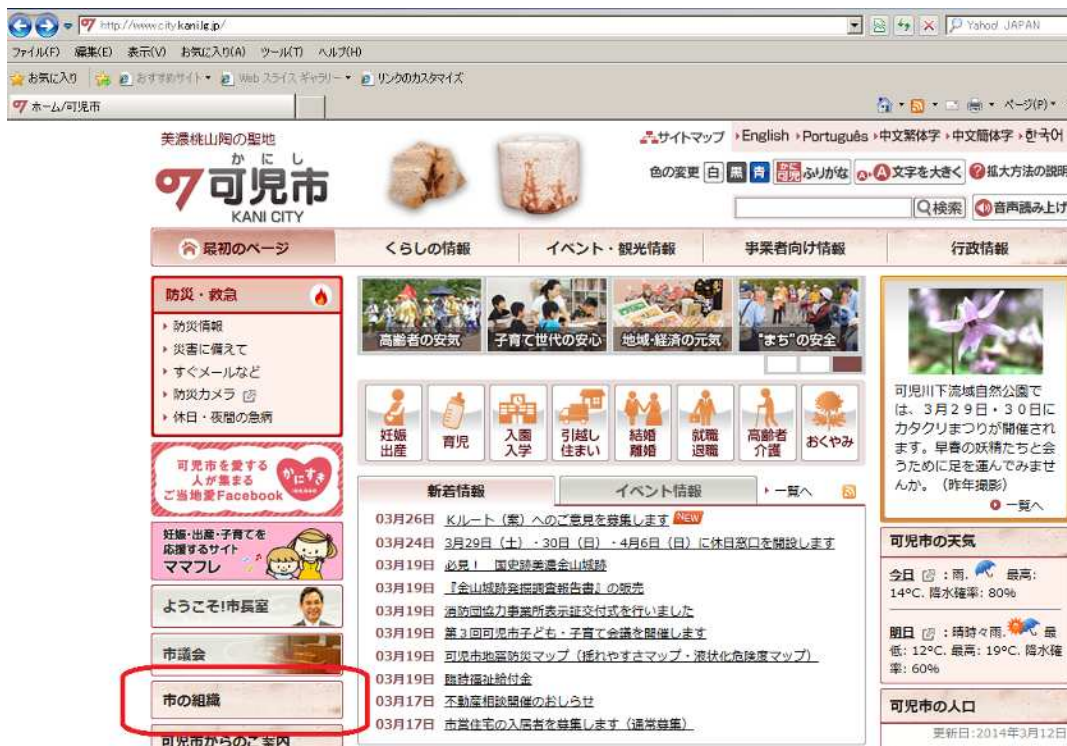 http://www.city.kani.lg.jp/
Yahoo! JAPAN
ファイル(F) 編集(E) 表示(V) お気に入り(A) ツール(T) ヘルプ(H)
お気に入り おすすめサイト Web スライス ギャラリー リンクのカスタマイズ
ホーム/可児市
ページ(P)
美濃桃山陶の聖地
サイトマップ English Português 中文繁体字 中文簡体字 한국어
かにし
可児市
KANI CITY
色の変更 白 黒 青 かに 可児 ふりがな 文字を大きく 拡大方法の説明
検索 音声読み上げ
最初のページ くらしの情報 イベント・観光情報 事業者向け情報 行政情報
防災・救急
防災情報
災害に備えて
すぐメールなど
防災カメラ
休日・夜間の急病
高齢者の安気 子育て世代の安心 地域・経済の元気 "まち"の安全
妊娠
出産
育児
入園
入学
引越し
住まい
結婚
離婚
就職
退職
高齢者
介護
おくやみ
可児川下流域自然公園で
は、3月29日・30日に
カタクリまつりが開催され
ます。早春の妖精たちと会
うために足を運んでみませ
んか。（昨年撮影）
一覧へ
可児市を愛する
人が集まる
ご当地愛Facebook
かにすき
妊娠・出産・子育てを
応援するサイト
ママフレ
ようこそ!市長室
市議会
市の組織
可児市からのご案内
新着情報 イベント情報 一覧へ
03月26日 Kルート（案）へのご意見を募集します NEW
03月24日 3月29日（土）・30日（日）・4月6日（日）に休日窓口を開設します
03月19日 必見！ 国史跡美濃金山城跡
03月19日 『金山城跡発掘調査報告書』の販売
03月19日 消防団協力事業所表示証交付式を行いました
03月19日 第3回可児市子ども・子育て会議を開催します
03月19日 可児市地震防災マップ（揺れやすさマップ・液状化危険度マップ）
03月19日 臨時福祉給付金
03月17日 不動産相談開催のおしらせ
03月17日 市営住宅の入居者を募集します（通常募集）
可児市の天気
今日 ：雨. 最高:
14°C. 降水確率: 80%
明日 ：晴時々雨. 最
低: 12°C. 最高: 19°C. 降水確
率: 60%
可児市の人口
更新日:2014年3月12日